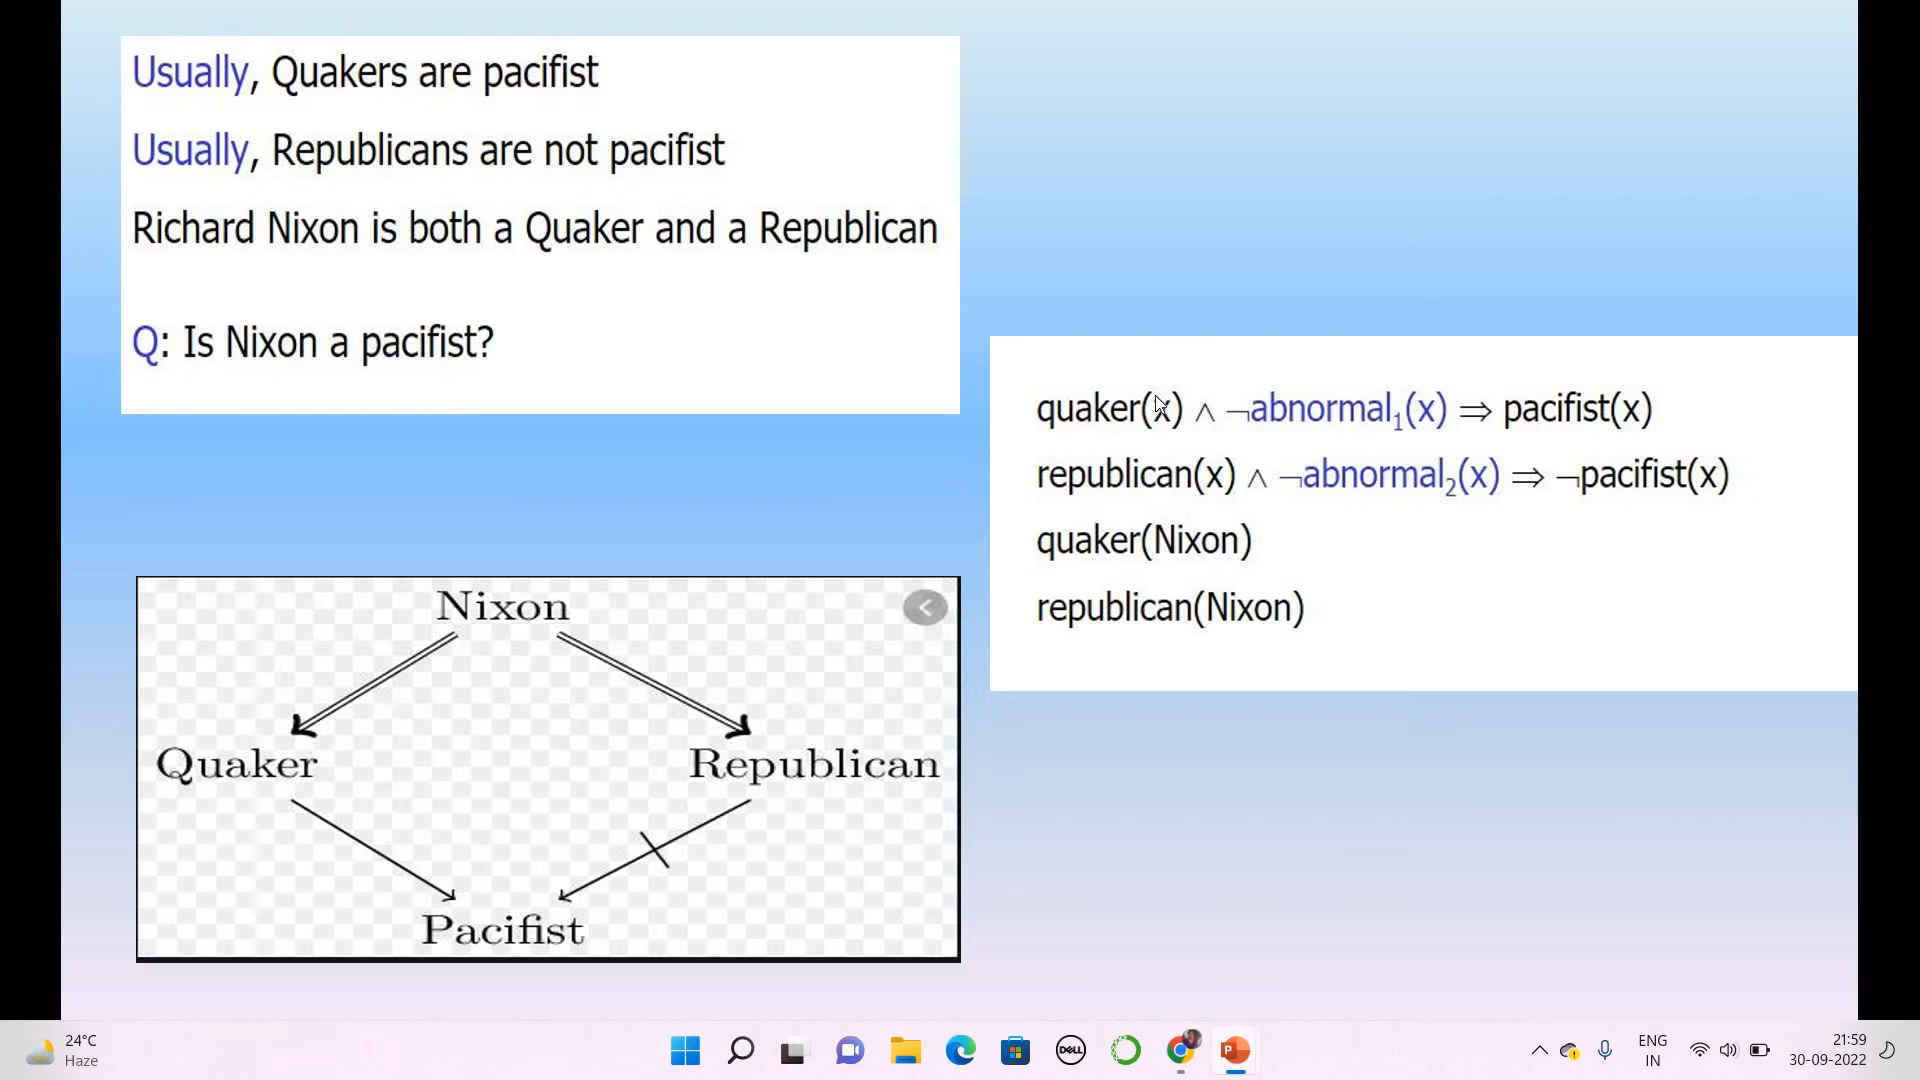 Usually, Quakers are pacifist
Usually, Republicans are not pacifist
Richard Nixon is both a Quaker and a Republican
Q: Is Nixon a pacifist?
quaker(x) ∧ ¬abnormal₁(x) ⇒ pacifist(x)
republican(x) ∧ ¬abnormal₂(x) ⇒ ¬pacifist(x)
quaker(Nixon)
republican(Nixon)
Nixon
Quaker
Republican
Pacifist
24°C
Haze
DELL
P
ENG
IN
21:59
30-09-2022